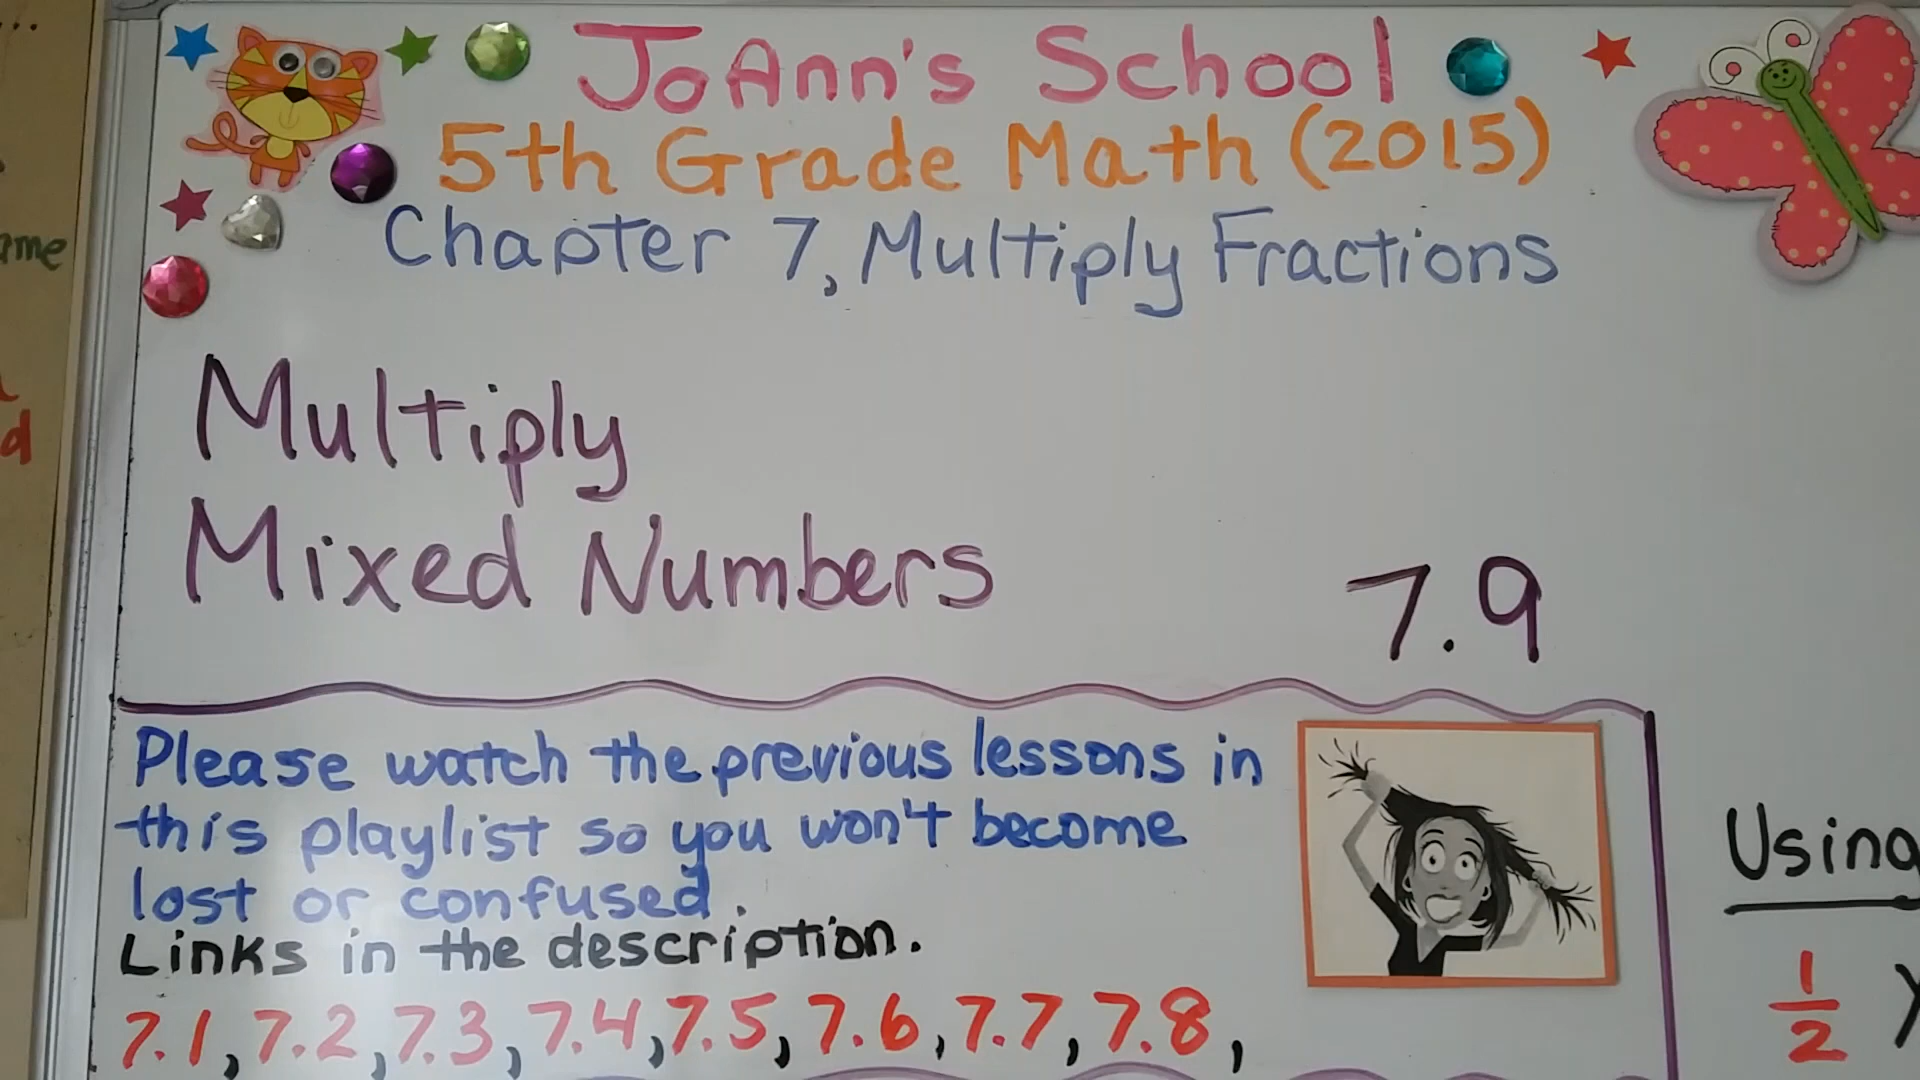 JoAnn's School
5th Grade Math (2015)
Chapter 7, Multiply Fractions
Multiply
Mixed Numbers
7.9
Please watch the previous lessons in
this playlist so you won't become
lost or confused.
Links in the description.
7.1, 7.2, 7.3, 7.4, 7.5, 7.6, 7.7, 7.8,
Using
1/2